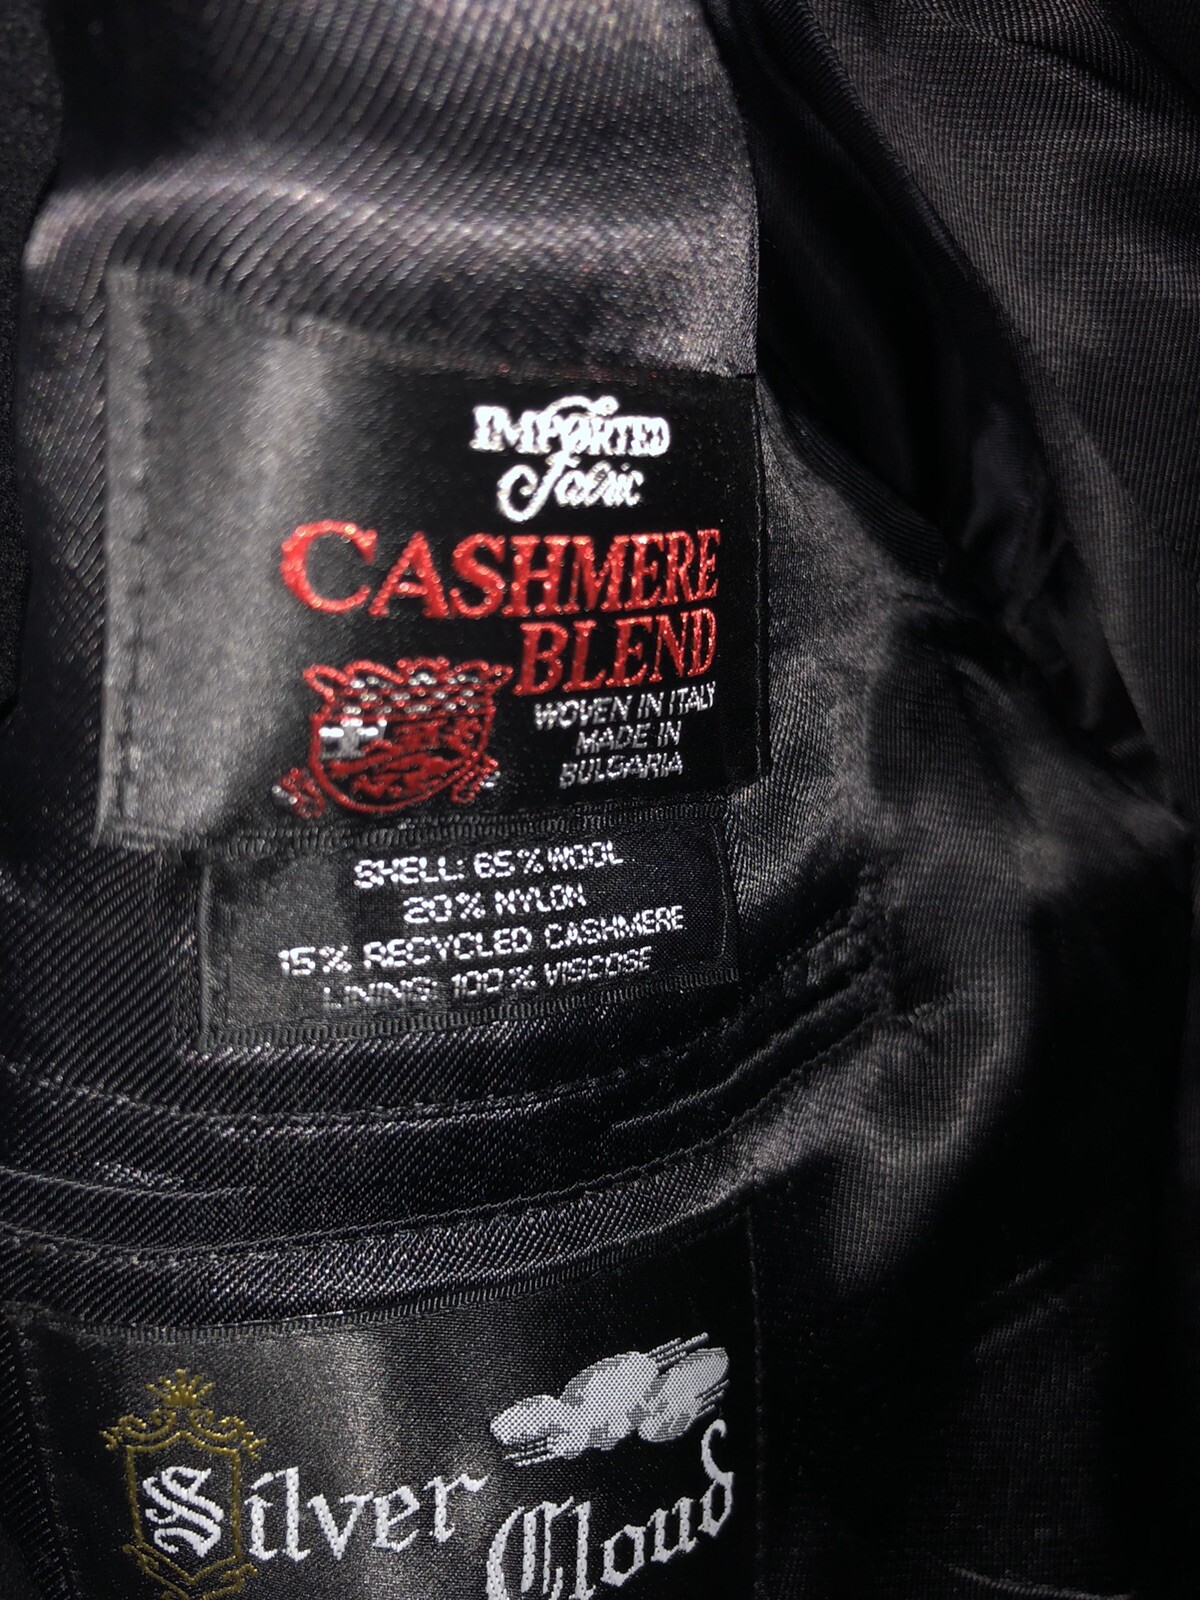 IMPORTED
Fabric
CASHMERE
BLEND
WOVEN IN ITALY
MADE IN
BULGARIA
SHELL: 65% WOOL
20% NYLON
15% RECYCLED CASHMERE
LINING: 100% VISCOSE
Silver
Cloud